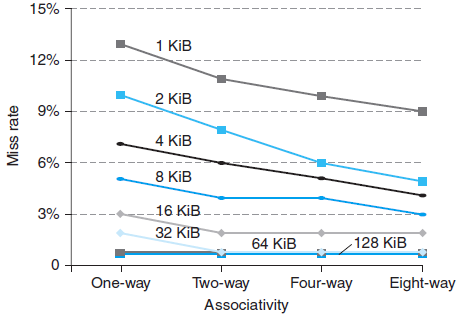 15%
12%
9%
6%
3%
0
Miss rate
1 KiB
2 KiB
4 KiB
8 KiB
16 KiB
32 KiB
64 KiB
128 KiB
One-way
Two-way
Four-way
Eight-way
Associativity